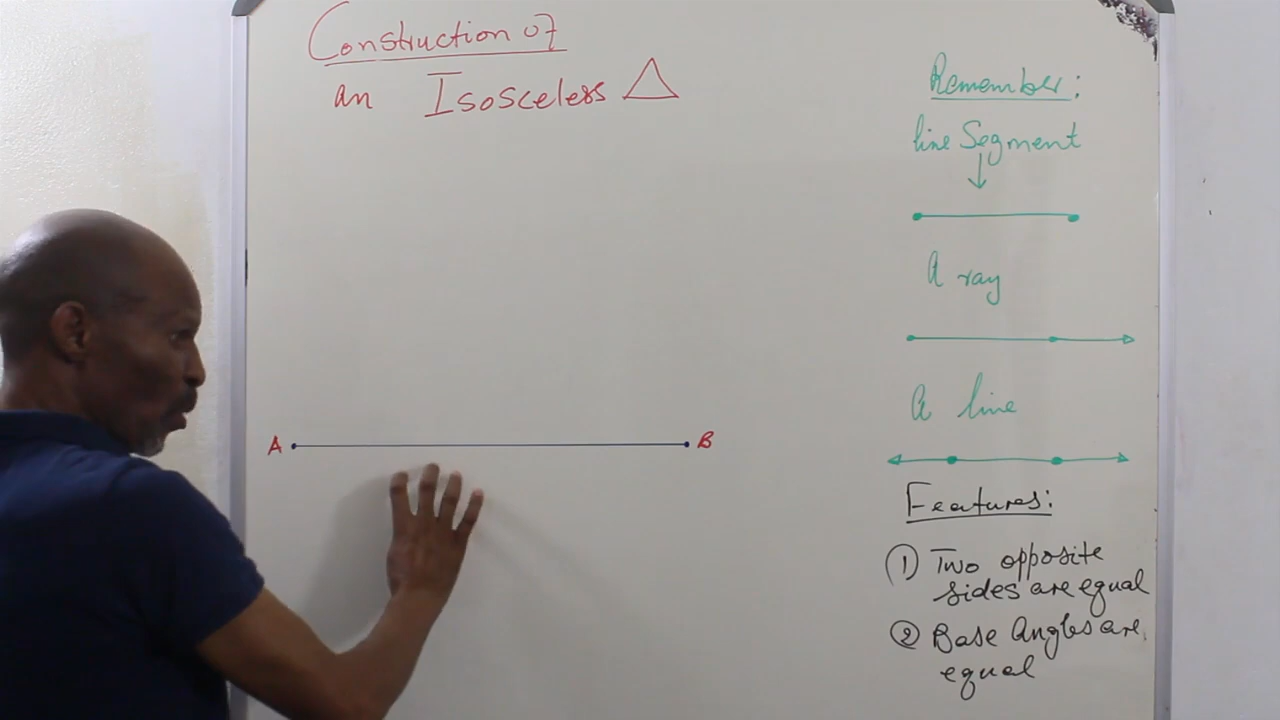 Construction of
an Isosceless
Remember:
line Segment
A ray
A line
A B
Features:
① Two opposite
sides are equal
② Base Angles are
equal